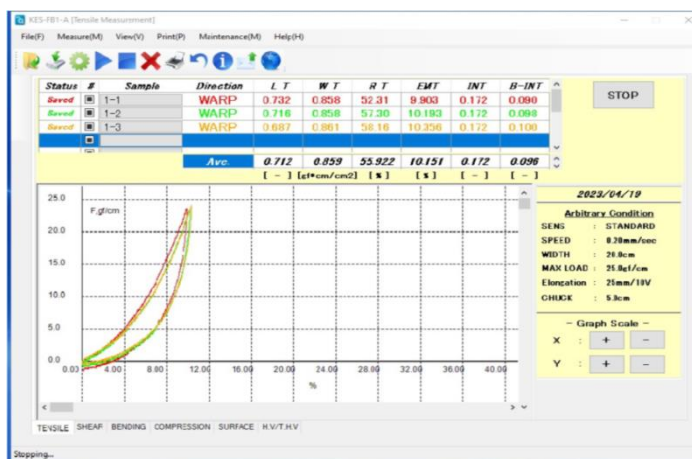 KES-FB1-A [Tensile Measurement]
File(F) Measure(M) View(V) Print(P) Maintenance(M) Help(H)
Status # Sample Direction L T W T R T EMT INT B-INT
Saved 1-1 WARP 0.732 0.858 52.31 9.903 0.172 0.090
Saved 1-2 WARP 0.716 0.858 57.30 10.193 0.172 0.098
Saved 1-3 WARP 0.687 0.861 58.16 10.356 0.172 0.100
Ave. 0.712 0.859 55.922 10.151 0.172 0.096
[ - ] [gf*cm/cm2] [ % ] [ % ] [ - ] [ - ]
STOP
F,gf/cm
25.0
20.0
15.0
10.0
5.0
0.0
0.03 4.00 8.00 12.00 16.00 20.00 24.00 28.00 32.00 36.00 40.00
%
2023/04/19
Arbitrary Condition
SENS : STANDARD
SPEED : 0.20mm/sec
WIDTH : 20.0cm
MAX LOAD : 25.0gf/cm
Elongation : 25mm/10V
CHUCK : 5.0cm
- Graph Scale -
X : + -
Y : + -
TENSILE SHEAR BENDING COMPRESSION SURFACE H.V/T.H.V
Stopping...